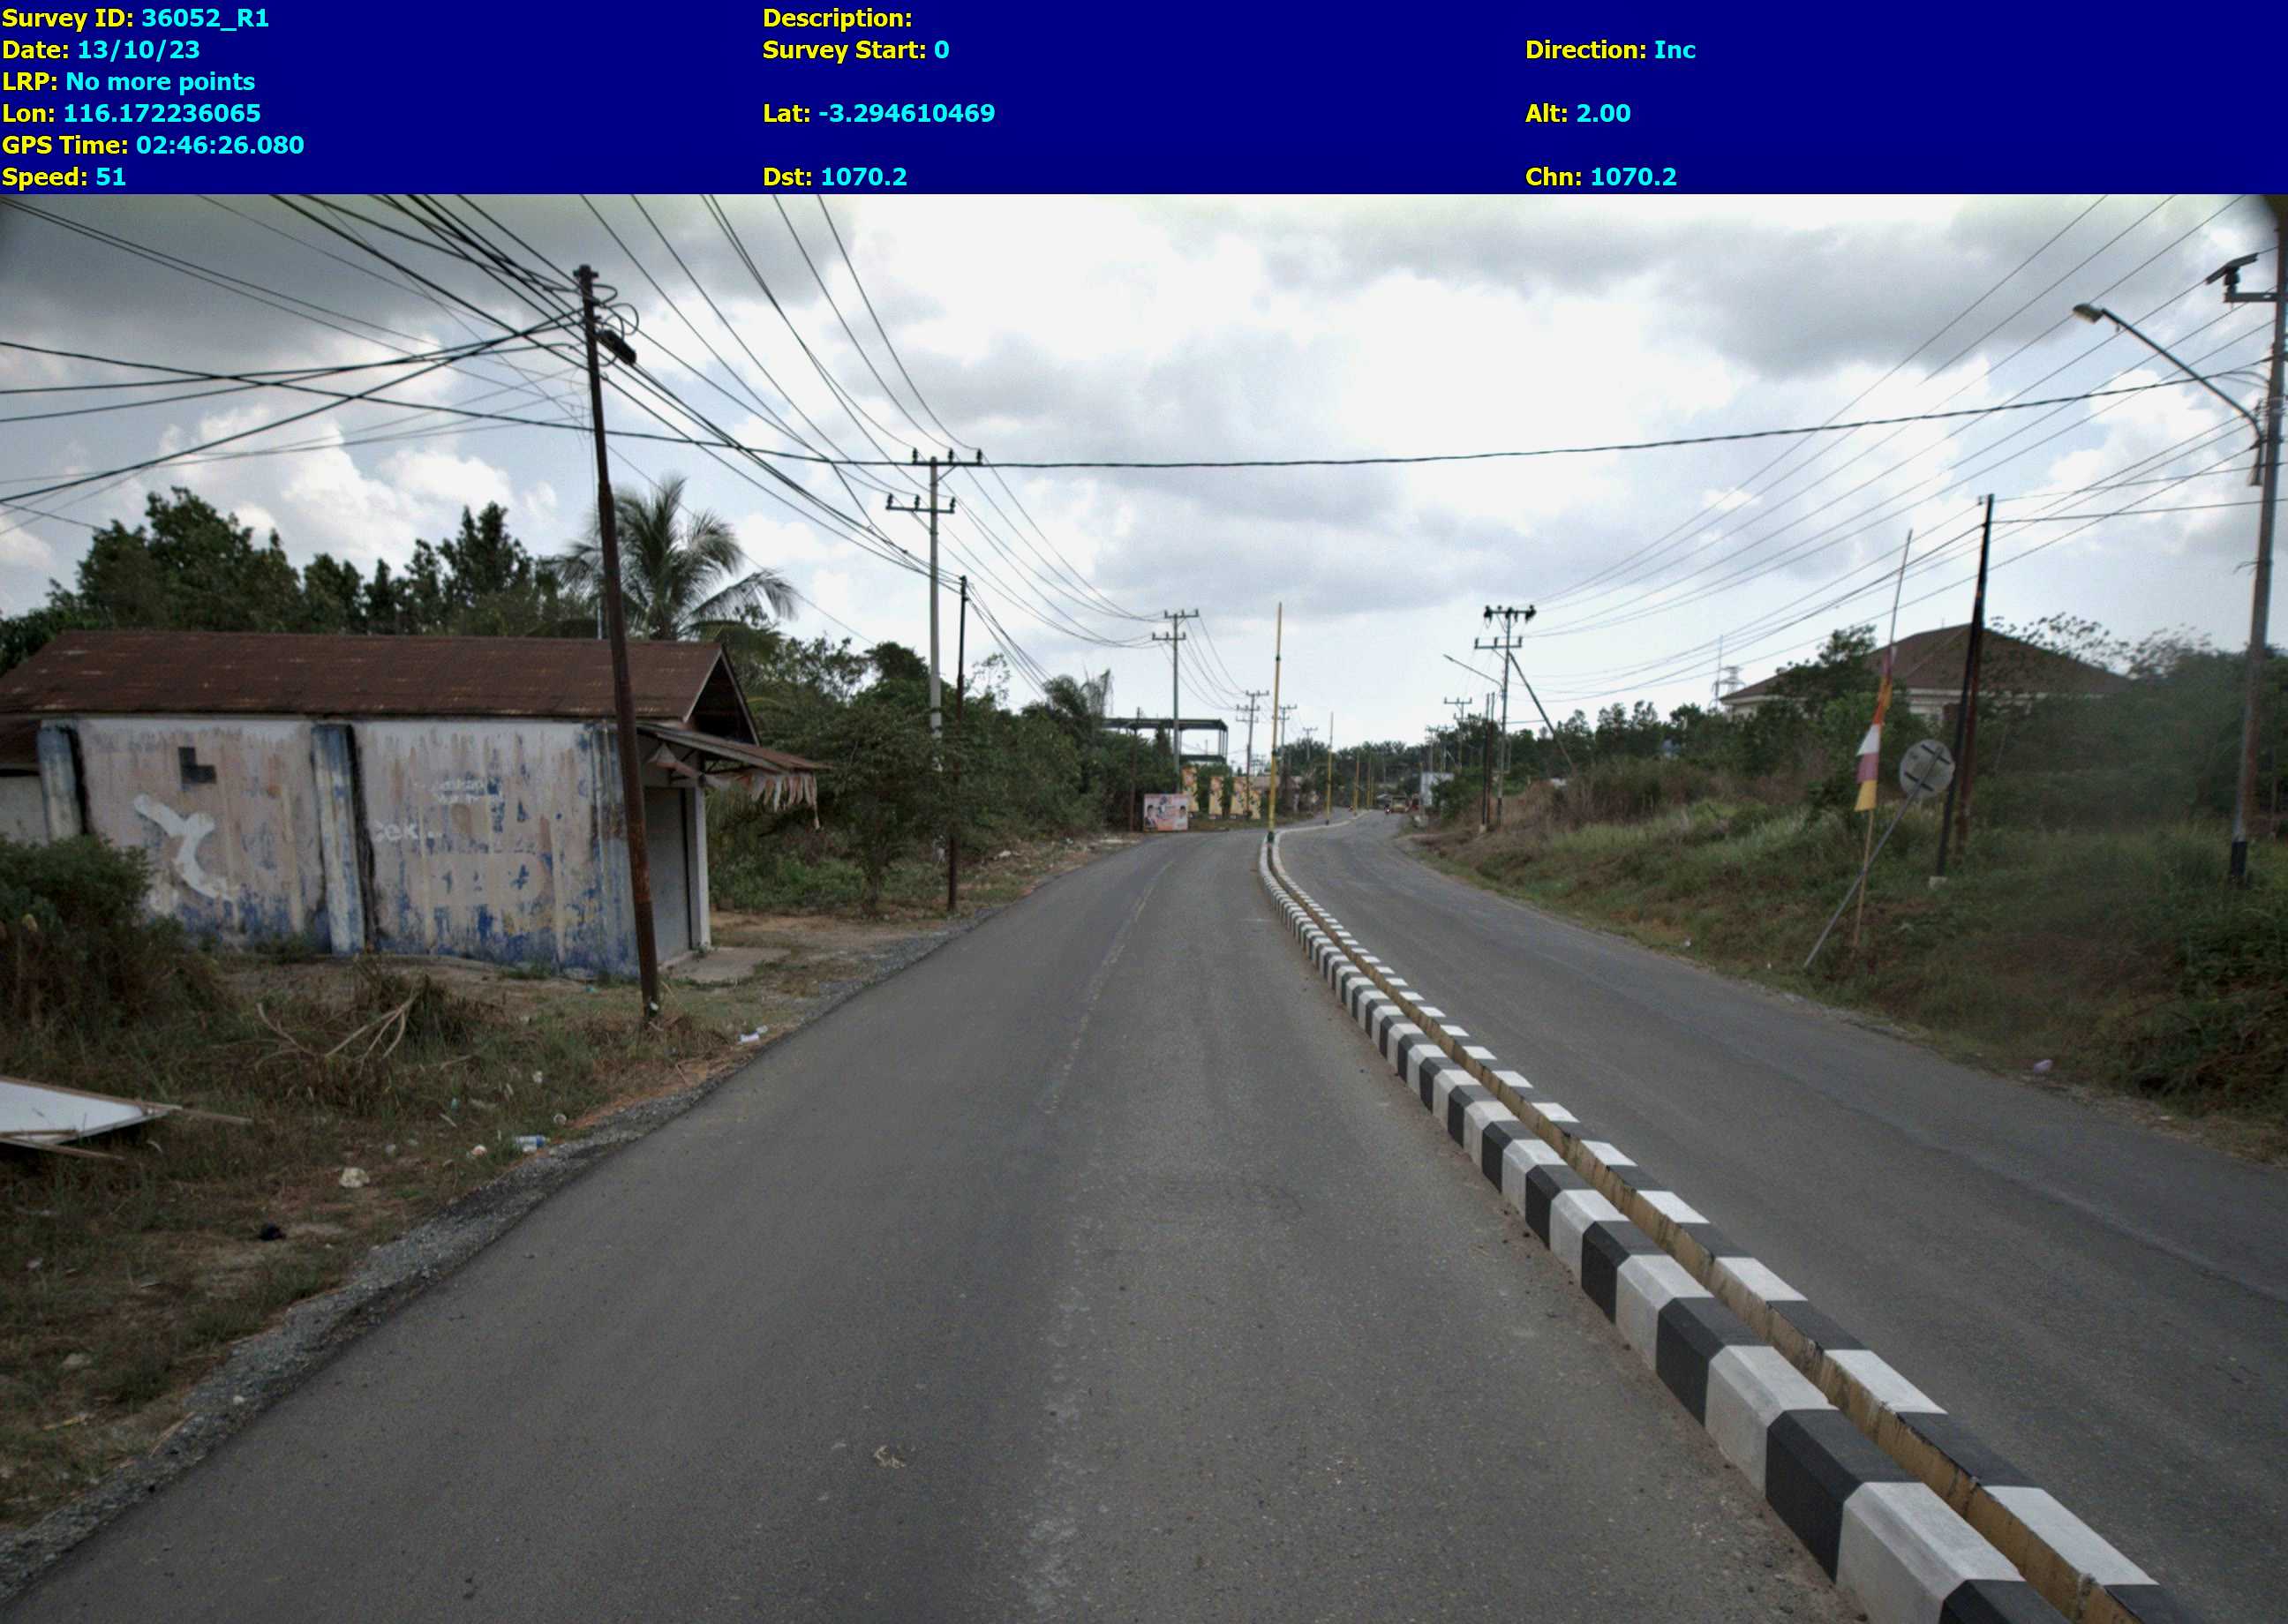 Survey ID: 36052_R1
Description:
Date: 13/10/23
Survey Start: 0
Direction: Inc
LRP: No more points
Lon: 116.172236065
Lat: -3.294610469
Alt: 2.00
GPS Time: 02:46:26.080
Speed: 51
Dst: 1070.2
Chn: 1070.2